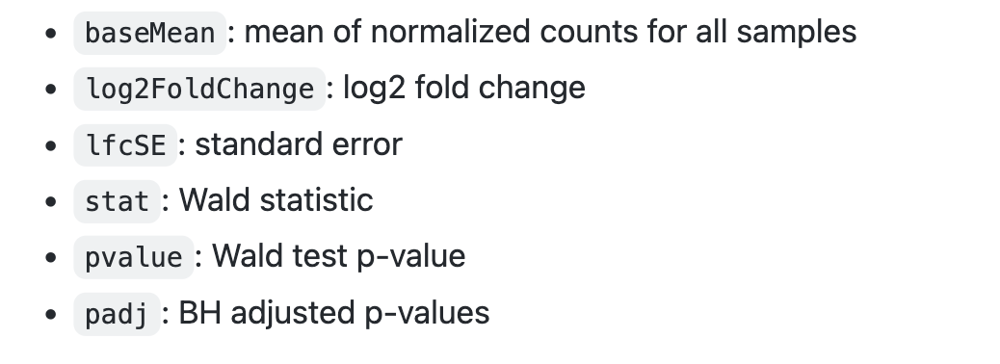 • baseMean: mean of normalized counts for all samples
• log2FoldChange: log2 fold change
• lfcSE: standard error
• stat: Wald statistic
• pvalue: Wald test p-value
• padj: BH adjusted p-values